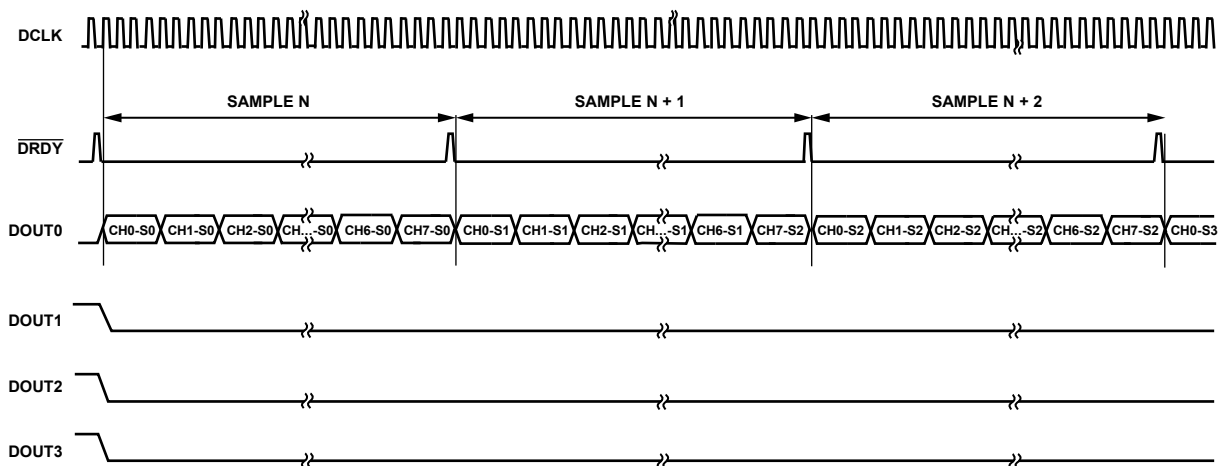 DCLK
SAMPLE N SAMPLE N + 1 SAMPLE N + 2
DRDY
DOUT0 CH0-S0 CH1-S0 CH2-S0 CH...-S0 CH6-S0 CH7-S0 CH0-S1 CH1-S1 CH2-S1 CH...-S1 CH6-S1 CH7-S2 CH0-S2 CH1-S2 CH2-S2 CH...-S2 CH6-S2 CH7-S2 CH0-S3
DOUT1
DOUT2
DOUT3